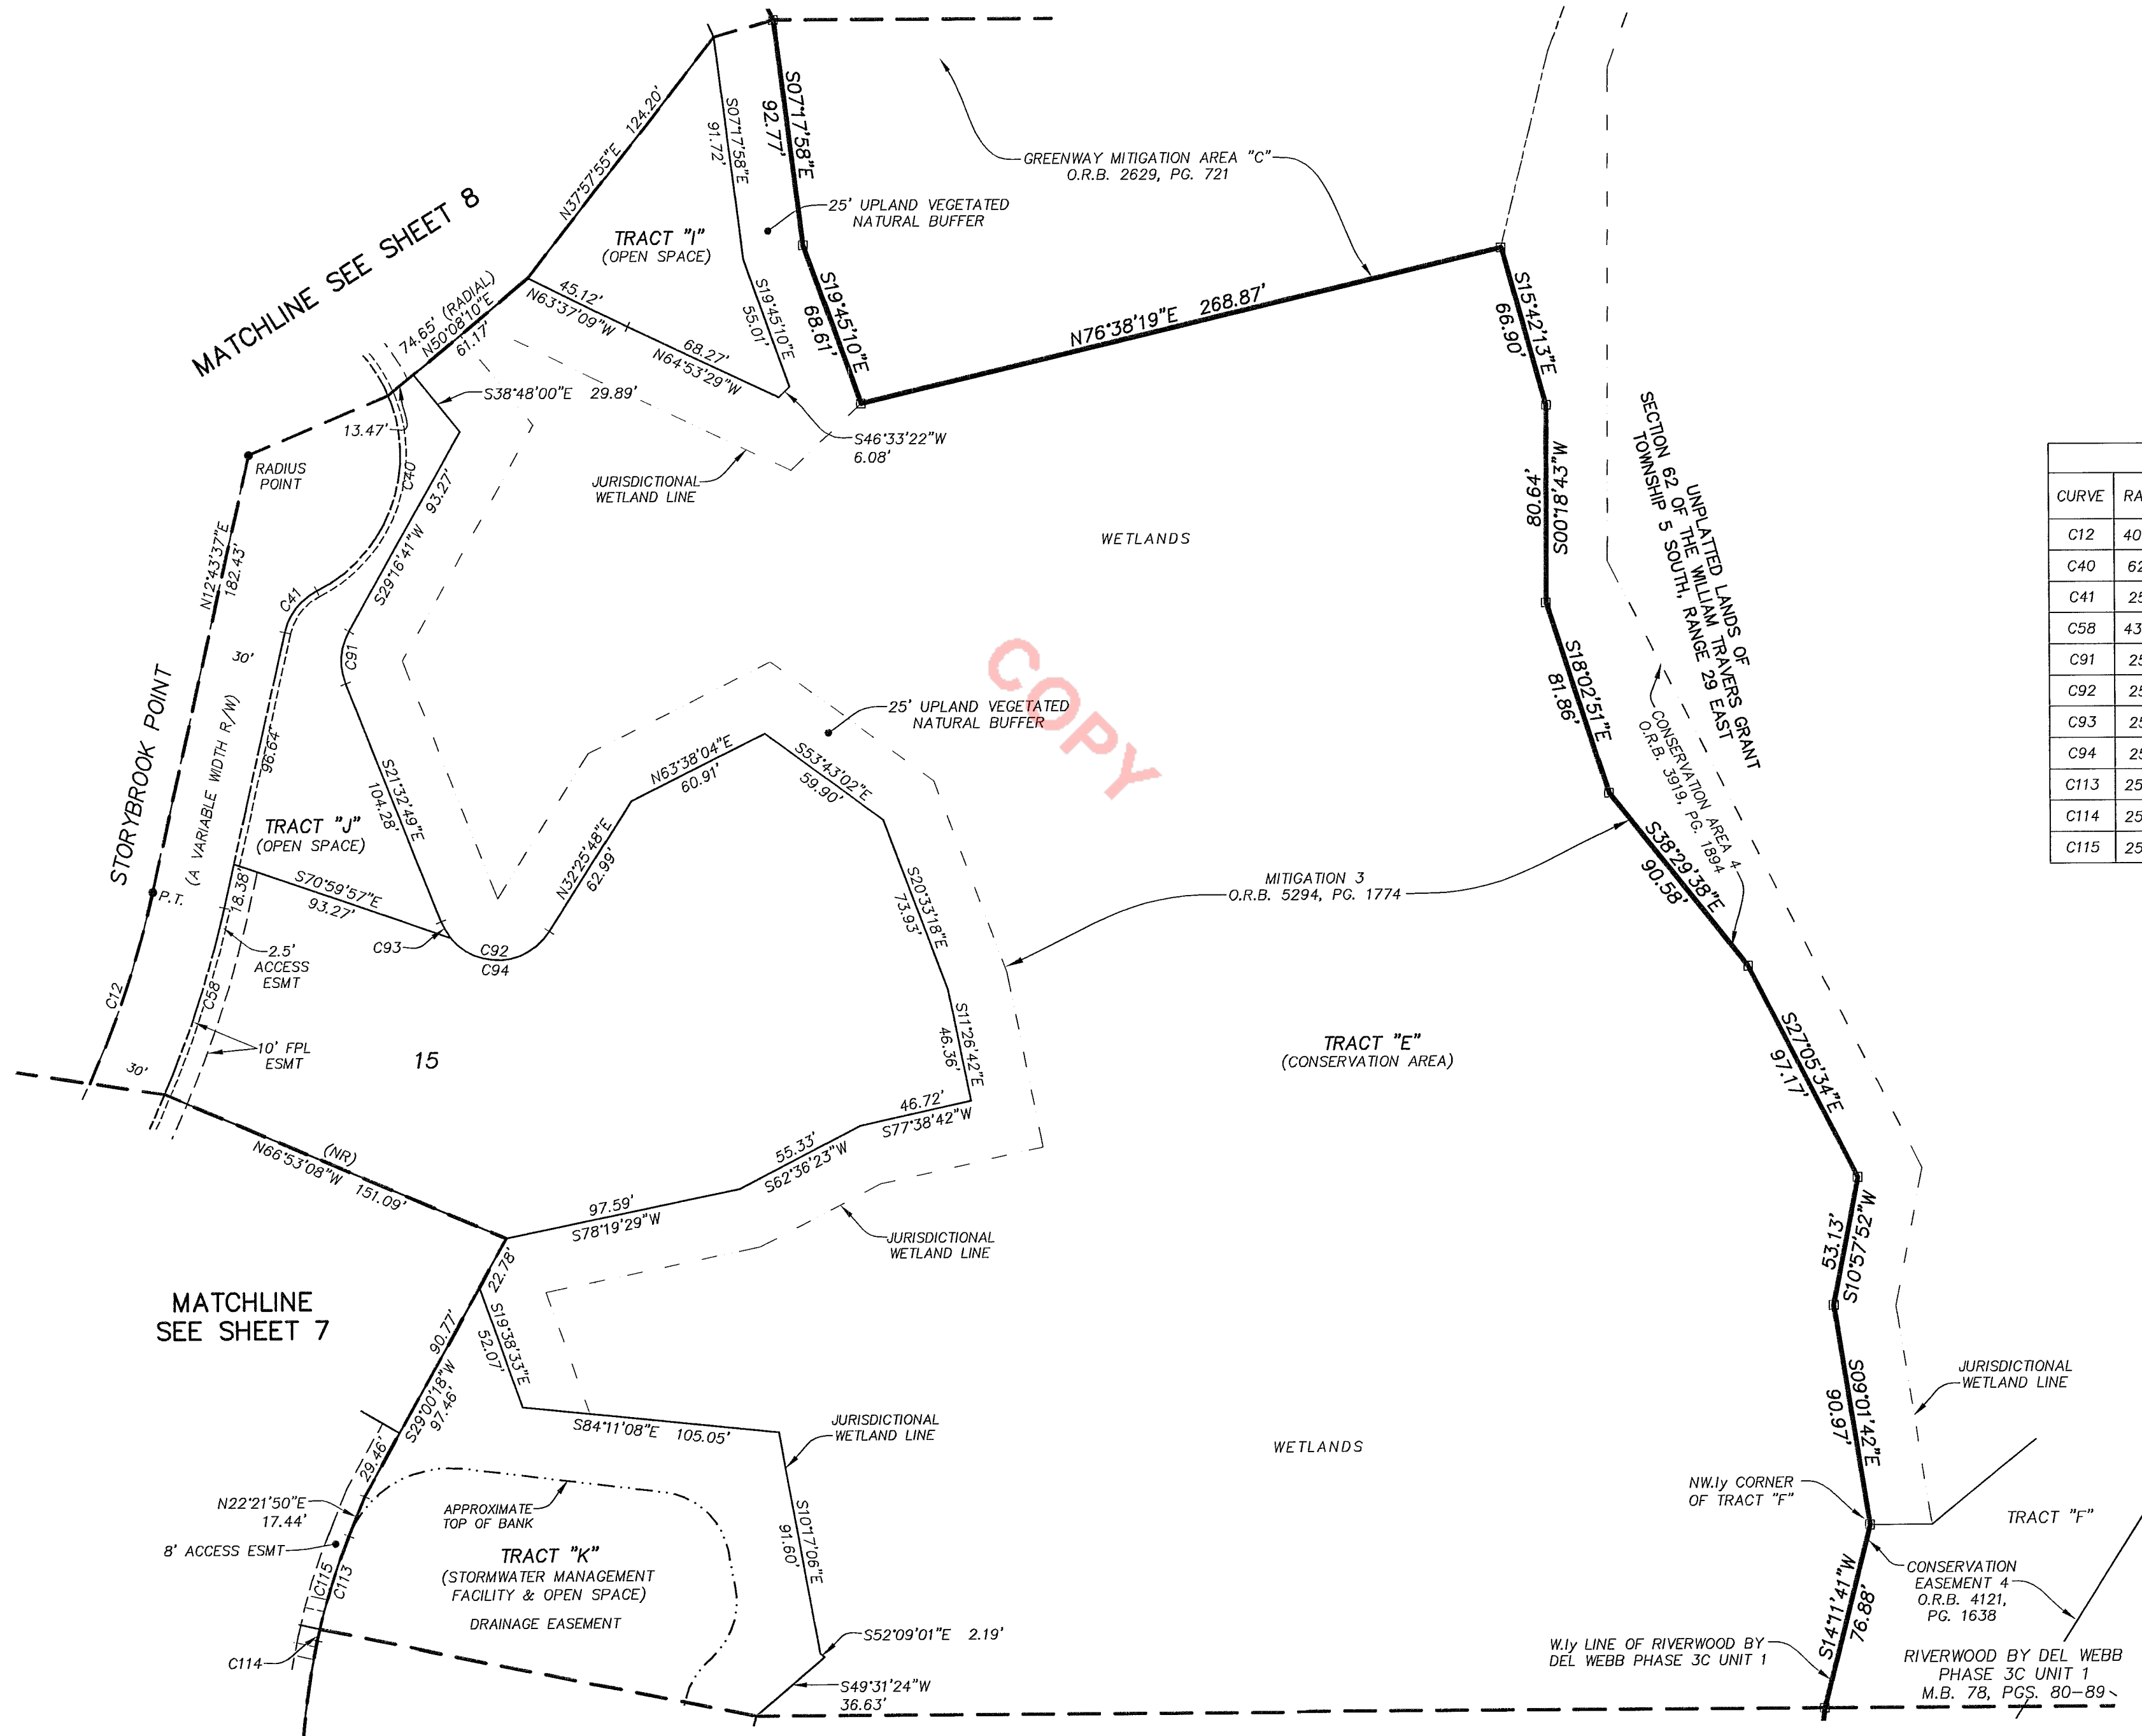 S07°17'58"E
92.77'
S07°17'58"E
91.72'
N37°57'55"E 124.20'
GREENWAY MITIGATION AREA "C"
O.R.B. 2629, PG. 721
25' UPLAND VEGETATED
NATURAL BUFFER
TRACT "I"
(OPEN SPACE)
MATCHLINE SEE SHEET 8
74.65' (RADIAL)
N50°08'10"E
61.17'
45.12'
N63°37'09"W
68.27'
N64°53'29"W
S19°45'10"E
55.01'
S19°45'10"E
68.61'
N76°38'19"E 268.87'
S15°42'13"E
66.90'
S38°48'00"E 29.89'
13.47'
S46°33'22"W
6.08'
RADIUS
POINT
JURISDICTIONAL
WETLAND LINE
C40
S29°16'41"W 93.27'
WETLANDS
80.64'
S00°18'43"W
UNPLATTED LANDS OF
SECTION 62 OF THE WILLIAM TRAVERS GRANT
TOWNSHIP 5 SOUTH, RANGE 29 EAST
CURVE RA
C12 40
C40 62
C41 25
C58 43
C91 25
C92 25
C93 25
C94 25
C113 25
C114 25
C115 25
N12°43'37"E
182.43'
C41
30'
C91
STORYBROOK POINT
(A VARIABLE WIDTH R/W)
96.64'
COPY
25' UPLAND VEGETATED
NATURAL BUFFER
S18°02'51"E
81.86'
CONSERVATION AREA 4
O.R.B. 3919, PG. 1894
S21°32'49"E
104.28'
N63°38'04"E
60.91'
S53°43'02"E
59.90'
TRACT "J"
(OPEN SPACE)
N32°25'48"E
62.99'
S38°29'38"E
90.58'
P.T.
18.38'
S70°59'57"E
93.27'
MITIGATION 3
O.R.B. 5294, PG. 1774
S20°33'18"E
73.93'
C93
C92
C94
2.5'
ACCESS
ESMT
C12
C58
10' FPL
ESMT
30'
15
S11°26'42"E
46.36'
TRACT "E"
(CONSERVATION AREA)
S27°05'34"E
97.17'
46.72'
S77°38'42"W
55.33'
S62°36'23"W
(NR)
N66°53'08"W 151.09'
97.59'
S78°19'29"W
JURISDICTIONAL
WETLAND LINE
53.13'
S10°57'52"W
22.78'
MATCHLINE
SEE SHEET 7
90.77'
S29°00'18"W
97.46'
S19°38'33"E
52.07'
S09°01'42"E
90.97'
JURISDICTIONAL
WETLAND LINE
S84°11'08"E 105.05'
JURISDICTIONAL
WETLAND LINE
WETLANDS
29.46'
N22°21'50"E
17.44'
APPROXIMATE
TOP OF BANK
NW.ly CORNER
OF TRACT "F"
TRACT "F"
8' ACCESS ESMT
TRACT "K"
(STORMWATER MANAGEMENT
FACILITY & OPEN SPACE)
DRAINAGE EASEMENT
S10°17'06"E
91.60'
C115
C113
CONSERVATION
EASEMENT 4
O.R.B. 4121,
PG. 1638
S14°11'41"W
76.88'
S52°09'01"E 2.19'
C114
S49°31'24"W
36.63'
W.ly LINE OF RIVERWOOD BY
DEL WEBB PHASE 3C UNIT 1
RIVERWOOD BY DEL WEBB
PHASE 3C UNIT 1
M.B. 78, PGS. 80-89